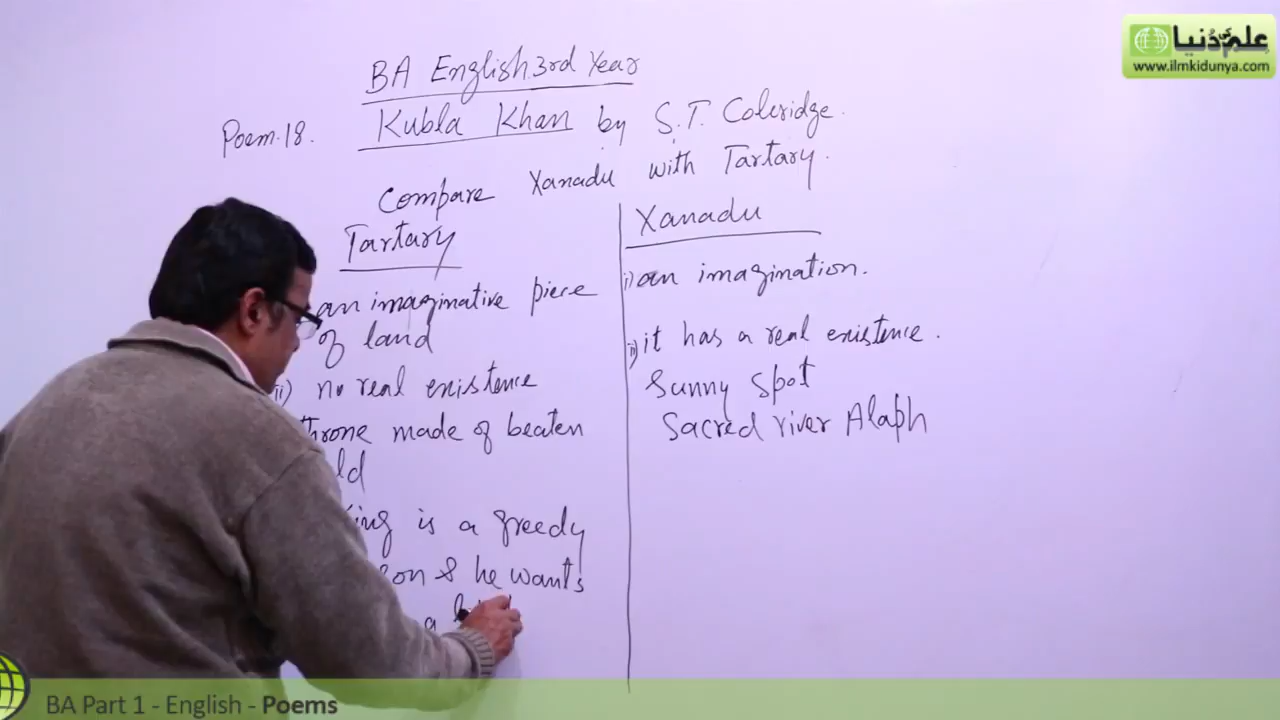 علم کی دُنیا
www.ilmkidunya.com
BA English 3rd Year
Poem.18. Kubla Khan by S.T. Coleridge.
Compare Xanadu with Tartary.
Tartary
an imaginative piece
of land
ii) no real existence
throne made of beaten
ld
is a greedy
& he wants
a
Xanadu
i) an imagination.
ii) it has a real existence.
Sunny Spot
Sacred river Alaph
BA Part 1 - English - Poems